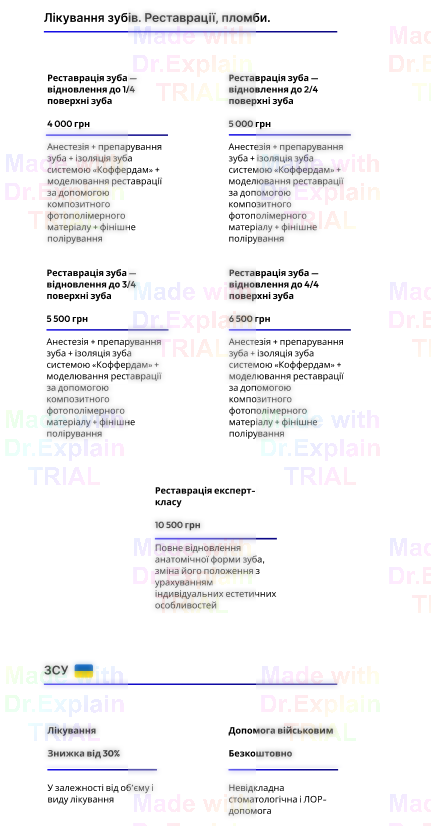 Лікування зубів. Реставрації, пломби.
Реставрація зуба —
відновлення до 1/4
поверхні зуба
4 000 грн
Анестезія + препарування
зуба + ізоляція зуба
системою «Коффердам» +
моделювання реставрації
за допомогою
композитного
фотополімерного
матеріалу + фінішне
полірування
Реставрація зуба —
відновлення до 2/4
поверхні зуба
5 000 грн
Анестезія + препарування
зуба + ізоляція зуба
системою «Коффердам» +
моделювання реставрації
за допомогою
композитного
фотополімерного
матеріалу + фінішне
полірування
Реставрація зуба —
відновлення до 3/4
поверхні зуба
5 500 грн
Анестезія + препарування
зуба + ізоляція зуба
системою «Коффердам» +
моделювання реставрації
за допомогою
композитного
фотополімерного
матеріалу + фінішне
полірування
Реставрація зуба —
відновлення до 4/4
поверхні зуба
6 500 грн
Анестезія + препарування
зуба + ізоляція зуба
системою «Коффердам» +
моделювання реставрації
за допомогою
композитного
фотополімерного
матеріалу + фінішне
полірування
Реставрація експерт-
класу
10 500 грн
Повне відновлення
анатомічної форми зуба,
зміна його положення з
урахуванням
індивідуальних естетичних
особливостей
ЗСУ
Лікування
Знижка від 30%
У залежності від об'єму і
виду лікування
Допомога військовим
Безкоштовно
Невідкладна
стоматологічна і ЛОР-
допомога
Made with
Dr.Explain
TRIAL